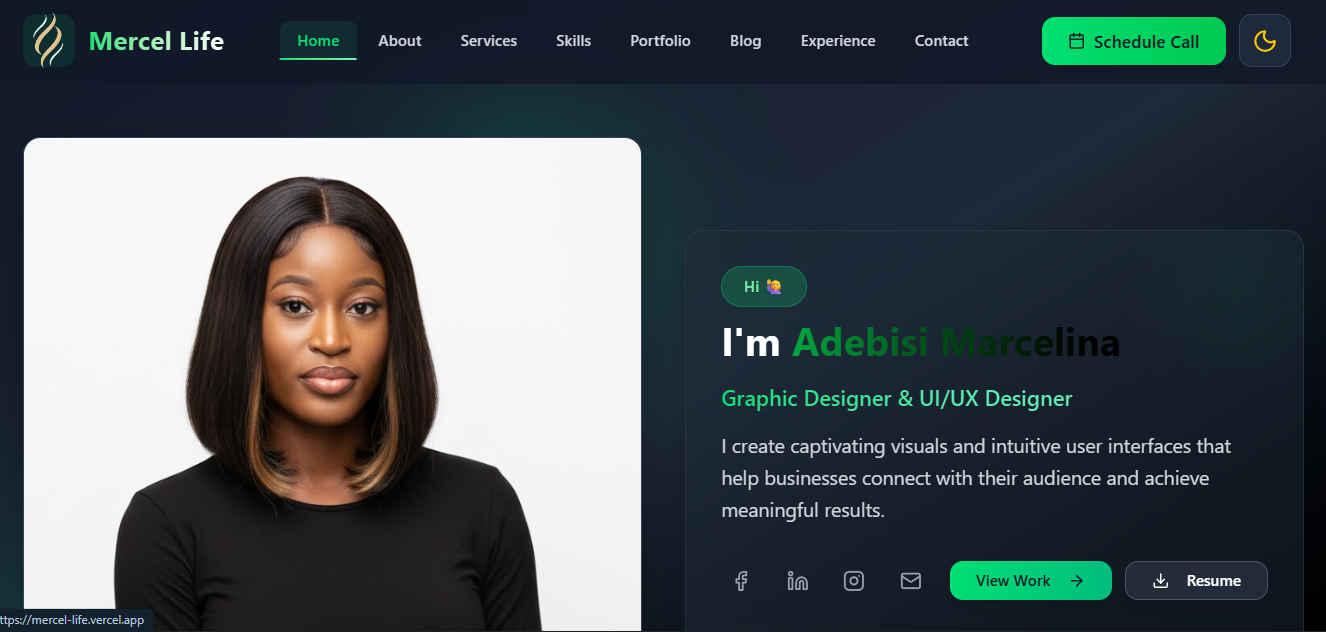 Mercel Life
Home
About
Services
Skills
Portfolio
Blog
Experience
Contact
Schedule Call
Hi 🙋
I'm Adebisi Marcelina
Graphic Designer & UI/UX Designer
I create captivating visuals and intuitive user interfaces that
help businesses connect with their audience and achieve
meaningful results.
View Work →
Resume
ttps://mercel-life.vercel.app